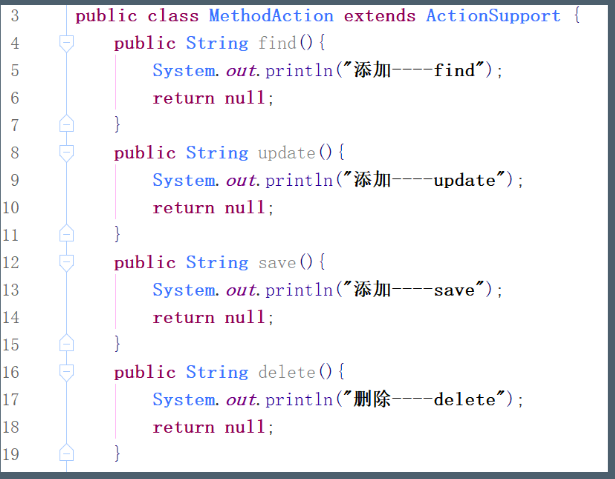 3 public class MethodAction extends ActionSupport {
4 public String find(){
5 System.out.println("添加----find");
6 return null;
7 }
8 public String update(){
9 System.out.println("添加----update");
10 return null;
11 }
12 public String save(){
13 System.out.println("添加----save");
14 return null;
15 }
16 public String delete(){
17 System.out.println("删除----delete");
18 return null;
19 }